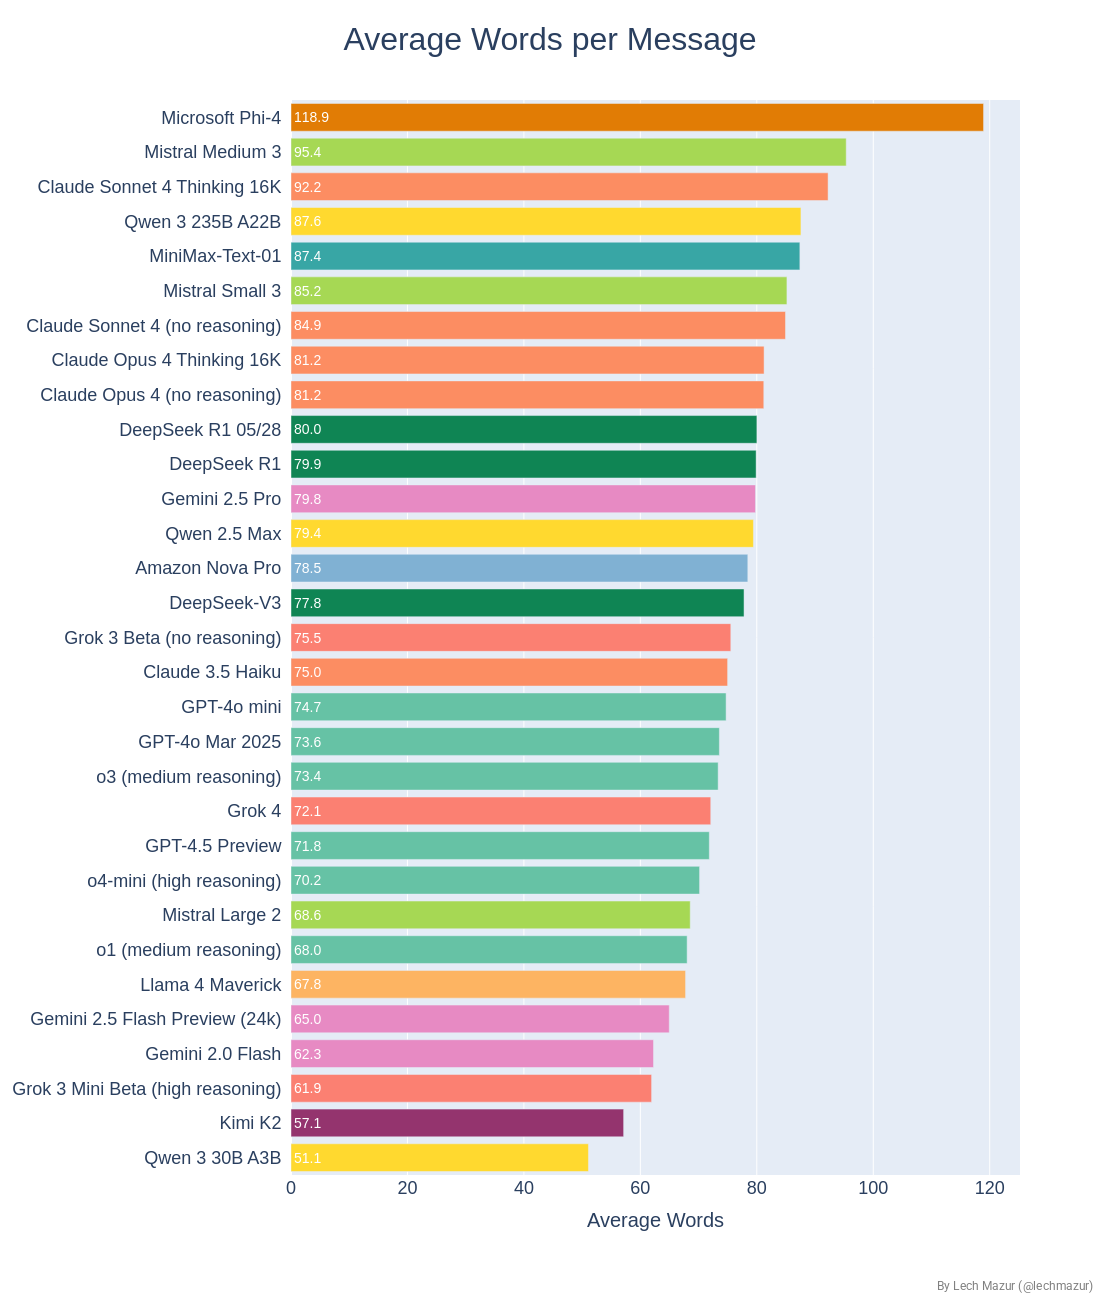 Average Words per Message
Microsoft Phi-4 118.9
Mistral Medium 3 95.4
Claude Sonnet 4 Thinking 16K 92.2
Qwen 3 235B A22B 87.6
MiniMax-Text-01 87.4
Mistral Small 3 85.2
Claude Sonnet 4 (no reasoning) 84.9
Claude Opus 4 Thinking 16K 81.2
Claude Opus 4 (no reasoning) 81.2
DeepSeek R1 05/28 80.0
DeepSeek R1 79.9
Gemini 2.5 Pro 79.8
Qwen 2.5 Max 79.4
Amazon Nova Pro 78.5
DeepSeek-V3 77.8
Grok 3 Beta (no reasoning) 75.5
Claude 3.5 Haiku 75.0
GPT-4o mini 74.7
GPT-4o Mar 2025 73.6
o3 (medium reasoning) 73.4
Grok 4 72.1
GPT-4.5 Preview 71.8
o4-mini (high reasoning) 70.2
Mistral Large 2 68.6
o1 (medium reasoning) 68.0
Llama 4 Maverick 67.8
Gemini 2.5 Flash Preview (24k) 65.0
Gemini 2.0 Flash 62.3
Grok 3 Mini Beta (high reasoning) 61.9
Kimi K2 57.1
Qwen 3 30B A3B 51.1
0 20 40 60 80 100 120
Average Words
By Lech Mazur (@lechmazur)